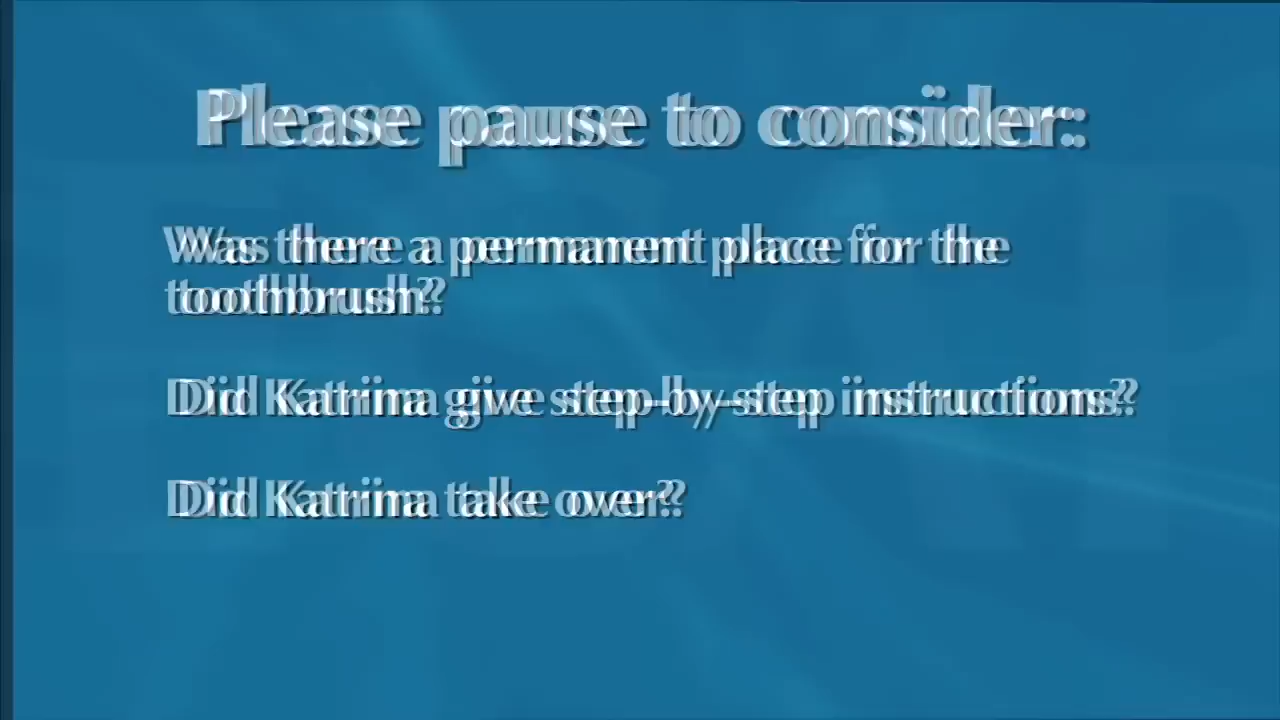 Please pause to consider:
Was there a permanent place for the
toothbrush?
Did Katrina give step-by-step instructions?
Did Katrina take over?